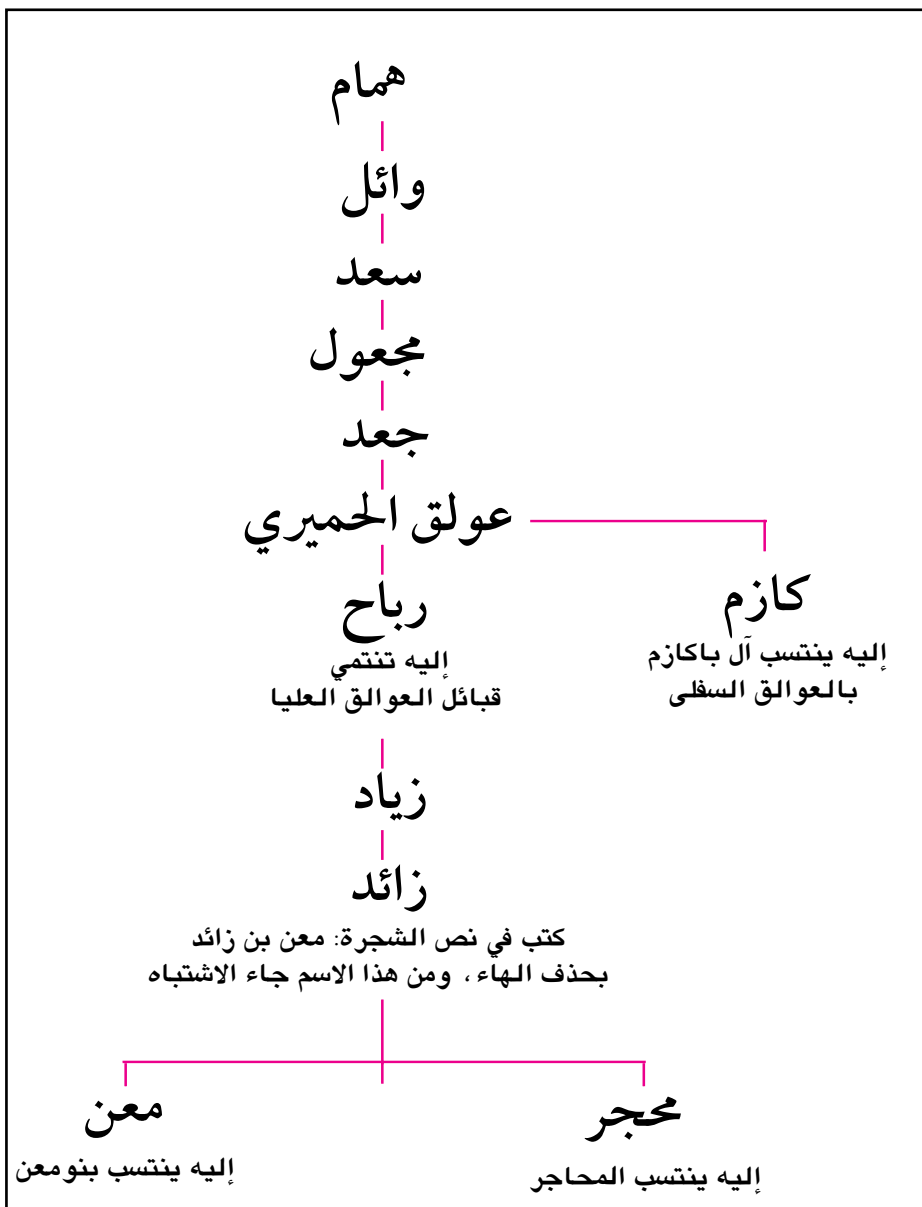 همام
وائل
سعد
مجعول
جعد
عولق الحميري
كازم
إليه ينتسب آل باكازم
بالعوالق السفلى
رباح
إليه تنتمي
قبائل العوالق العليا
زياد
زائد
كتب في نص الشجرة: معن بن زائد
بحذف الهاء، ومن هذا الاسم جاء الاشتباه
محجر
إليه ينتسب المحاجر
معن
إليه ينتسب بنومعن